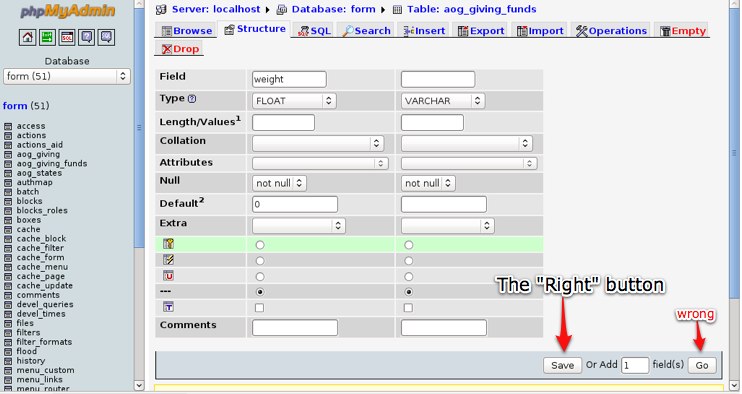 phpMyAdmin
Database
form (51)
form (51)
access
actions
actions_aid
aog_giving
aog_giving_funds
aog_states
authmap
batch
blocks
blocks_roles
boxes
cache
cache_block
cache_filter
cache_form
cache_menu
cache_page
cache_update
comments
devel_queries
devel_times
files
filters
filter_formats
flood
history
menu_custom
menu_links
menu_router
Server: localhost Database: form Table: aog_giving_funds
Browse Structure SQL Search Insert Export Import Operations Empty
Drop
Field weight
Type FLOAT VARCHAR
Length/Values1
Collation
Attributes
Null not null not null
Default2 0
Extra
U
---
T
Comments
The "Right" button
wrong
Save Or Add 1 field(s) Go